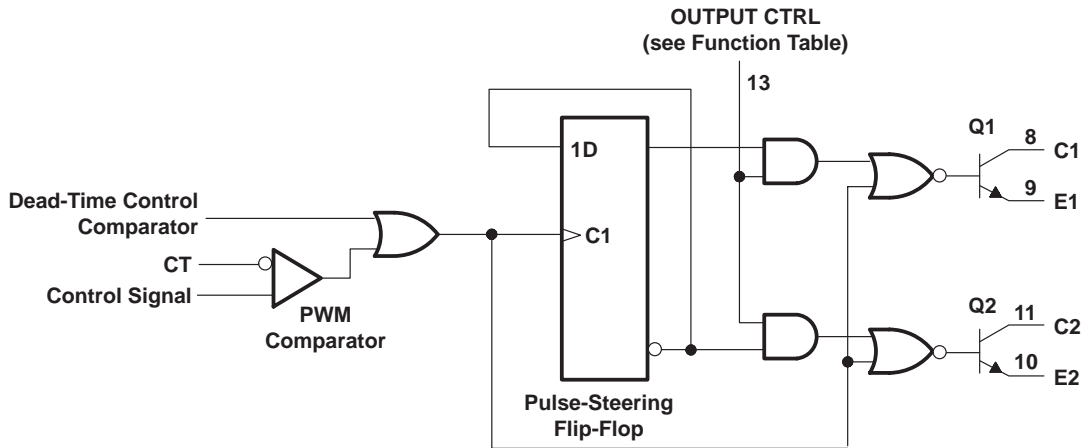 OUTPUT CTRL
(see Function Table)
13
Q1
8
C1
1D
9
E1
Dead-Time Control
Comparator
C1
CT
Control Signal
PWM
Comparator
Q2
11
C2
10
E2
Pulse-Steering
Flip-Flop